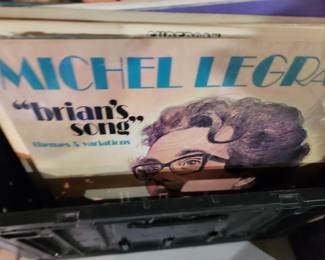 MICHEL LEGRA
"brian's
song"
themes & variations